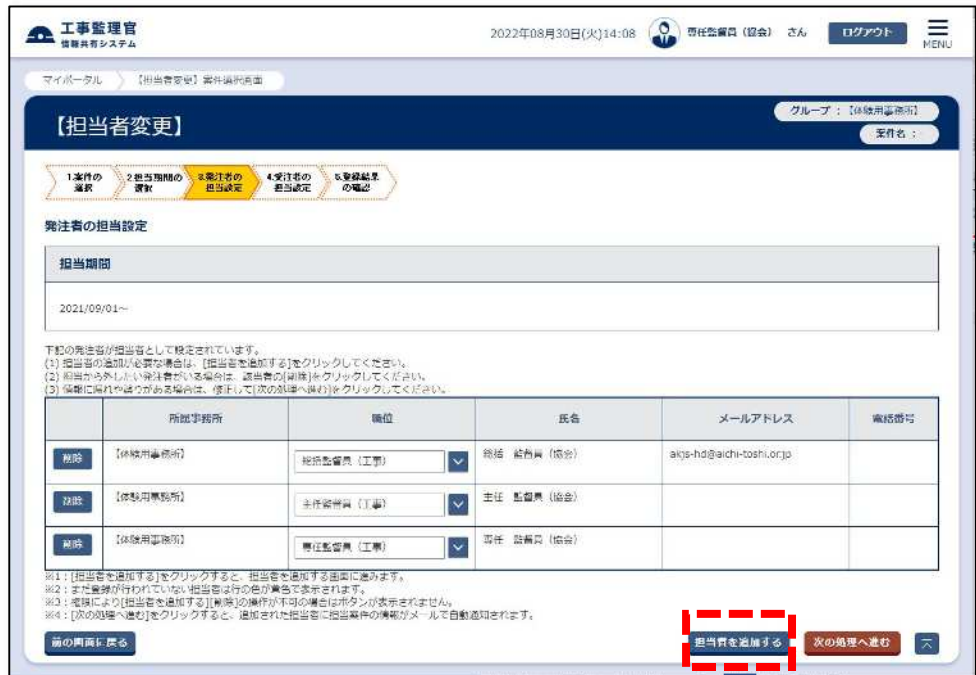 工事監理官
情報共有システム
2022年08月30日(火)14:08
専任監督員（協会） さん
ログアウト
MENU
マイポータル
【担当者変更】案件選択画面
【担当者変更】
グループ：【体験用事務所】
案件名：
1.案件の
選択
2.担当期間の
選択
3.発注者の
担当設定
4.受注者の
担当設定
5.登録結果
の確認
発注者の担当設定
担当期間
2021/09/01～
下記の発注者が担当者として設定されています。
(1) 担当者の追加が必要な場合は、[担当者を追加する]をクリックしてください。
(2) 担当から外したい発注者がいる場合は、該当者の[削除]をクリックしてください。
(3) 情報に漏れや誤りがある場合は、修正して[次の処理へ進む]をクリックしてください。
所属事務所 職位 氏名 メールアドレス 電話番号
削除 【体験用事務所】 総括監督員（工事） 総括 監督員（協会） akjs-hd@aichi-toshi.or.jp
削除 【体験用事務所】 主任監督員（工事） 主任 監督員（協会）
削除 【体験用事務所】 専任監督員（工事） 専任 監督員（協会）
※1：[担当者を追加する]をクリックすると、担当者を追加する画面に進みます。
※2：まだ登録が行われていない担当者は行の色が黄色で表示されます。
※3：権限により[担当者を追加する][削除]の操作が不可の場合はボタンが表示されません。
※4：[次の処理へ進む]をクリックすると、追加された担当者に担当案件の情報がメールで自動通知されます。
前の画面に戻る
担当者を追加する
次の処理へ進む